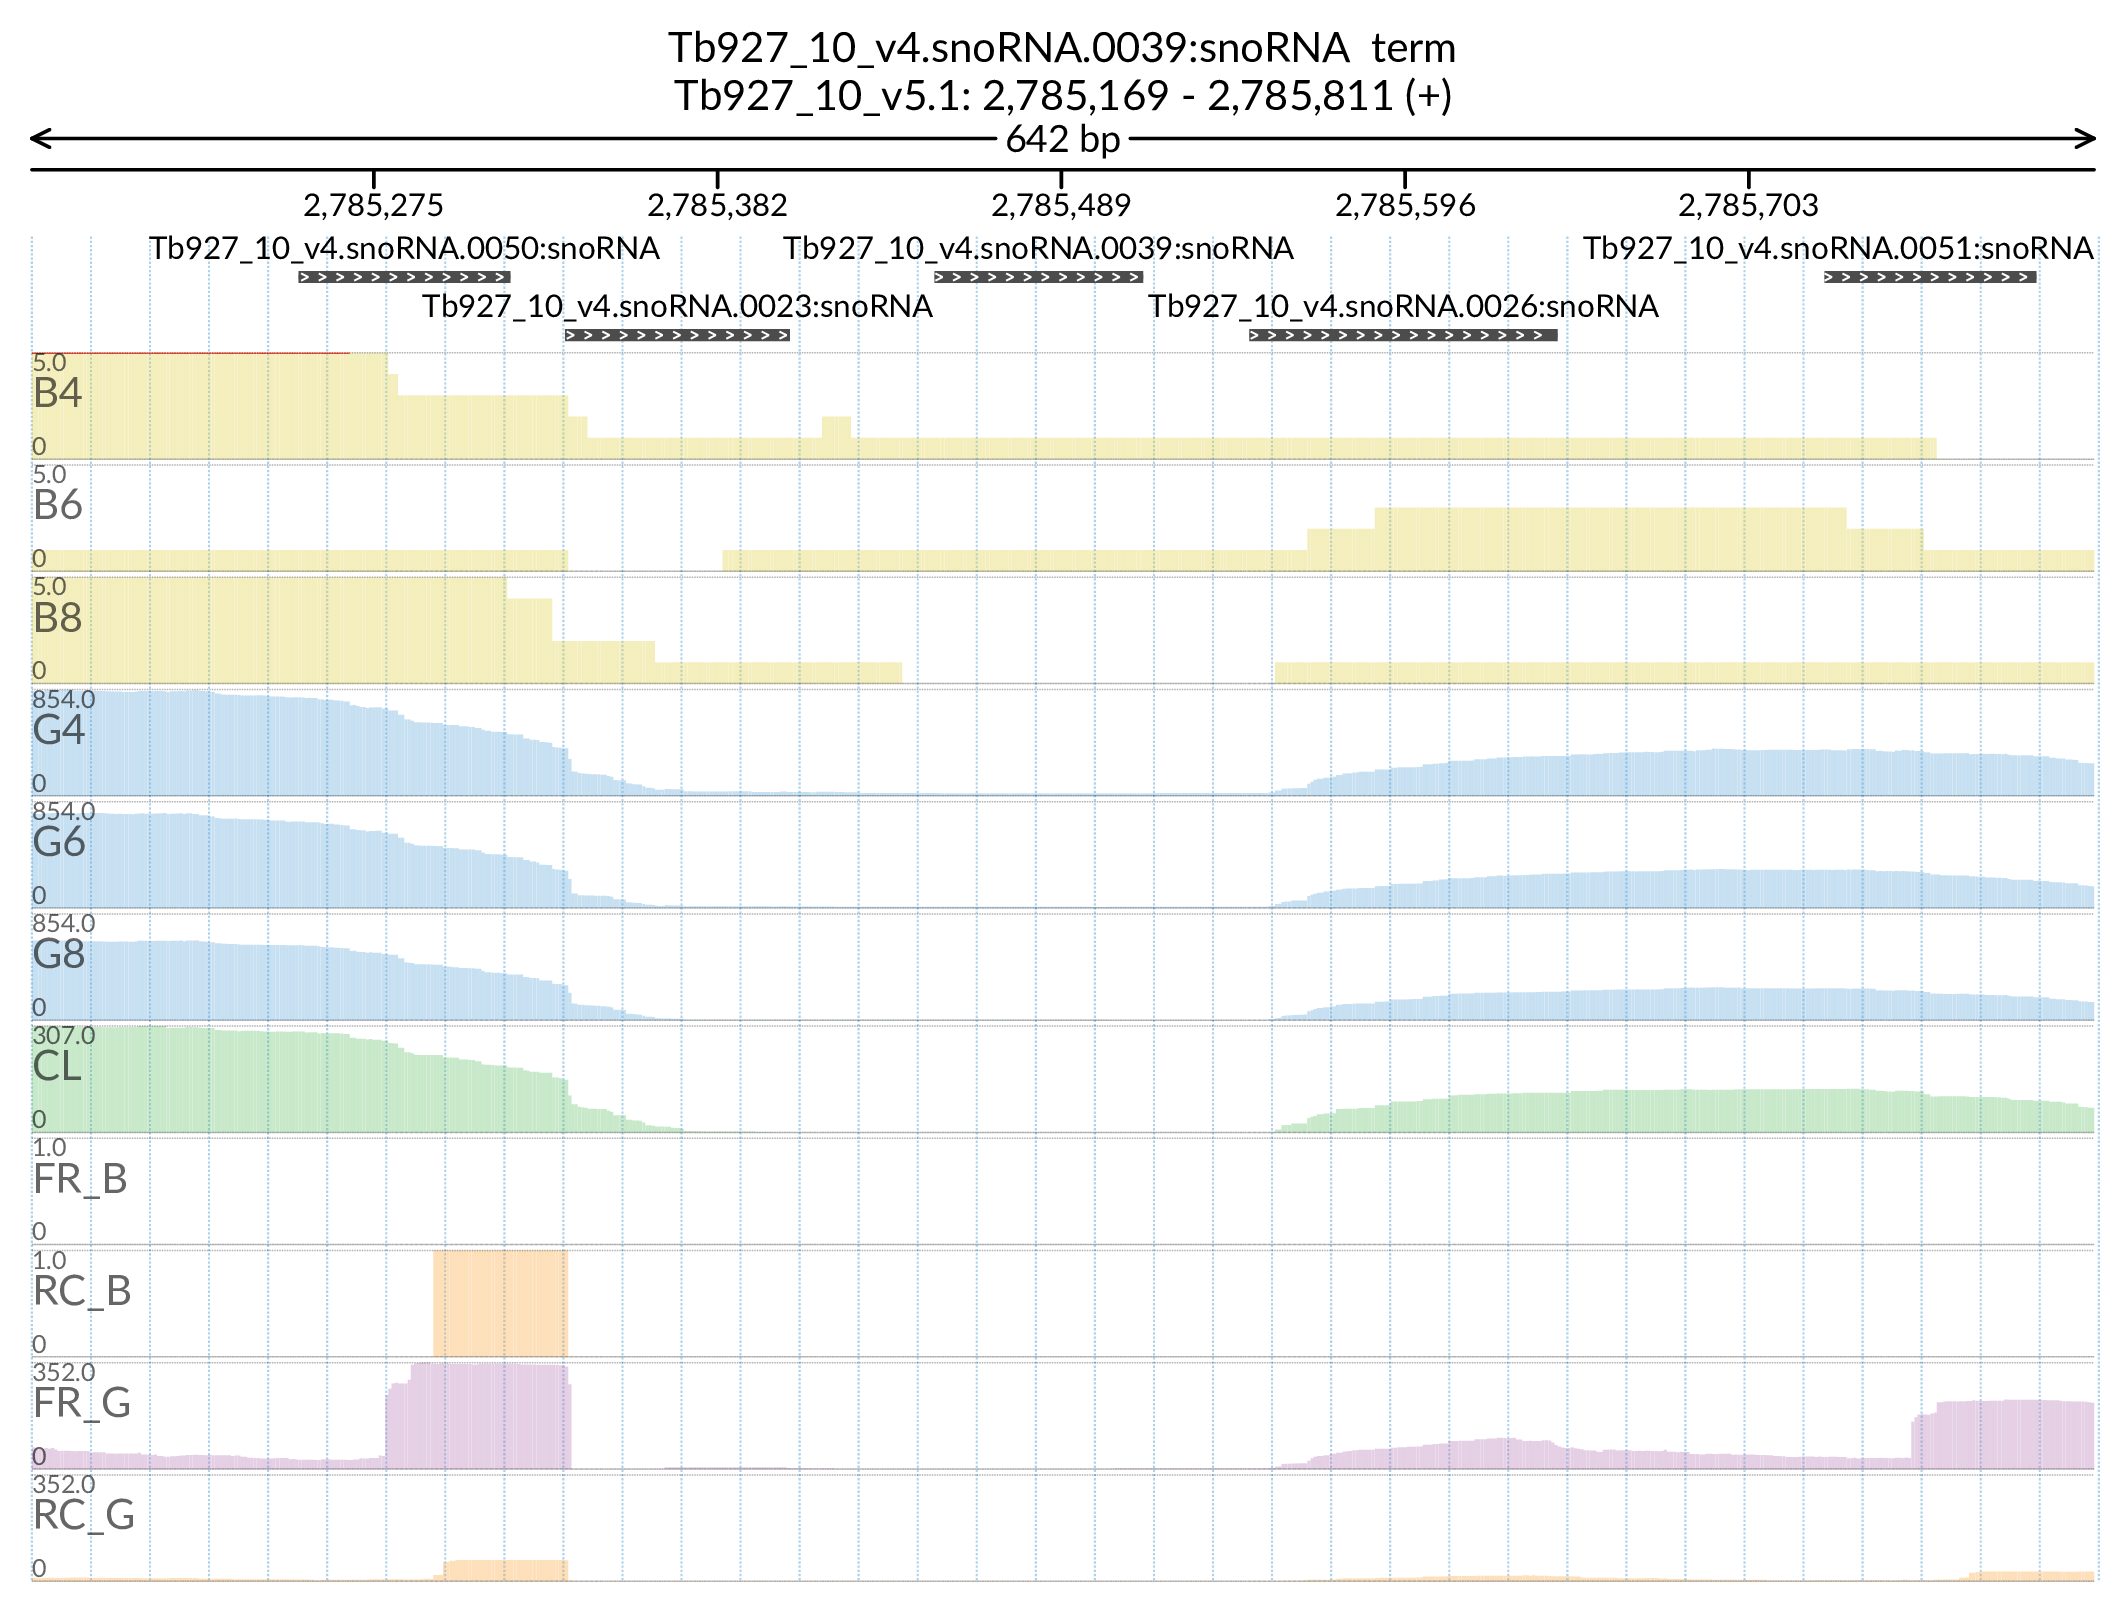 Tb927_10_v4.snoRNA.0039:snoRNA term
Tb927_10_v5.1: 2,785,169 - 2,785,811 (+)
642 bp
2,785,275 2,785,382 2,785,489 2,785,596 2,785,703
Tb927_10_v4.snoRNA.0050:snoRNA Tb927_10_v4.snoRNA.0039:snoRNA Tb927_10_v4.snoRNA.0051:snoRNA
Tb927_10_v4.snoRNA.0023:snoRNA Tb927_10_v4.snoRNA.0026:snoRNA
5.0
B4
0
5.0
B6
0
5.0
B8
0
854.0
G4
0
854.0
G6
0
854.0
G8
0
307.0
CL
0
1.0
FR_B
0
1.0
RC_B
0
352.0
FR_G
0
352.0
RC_G
0